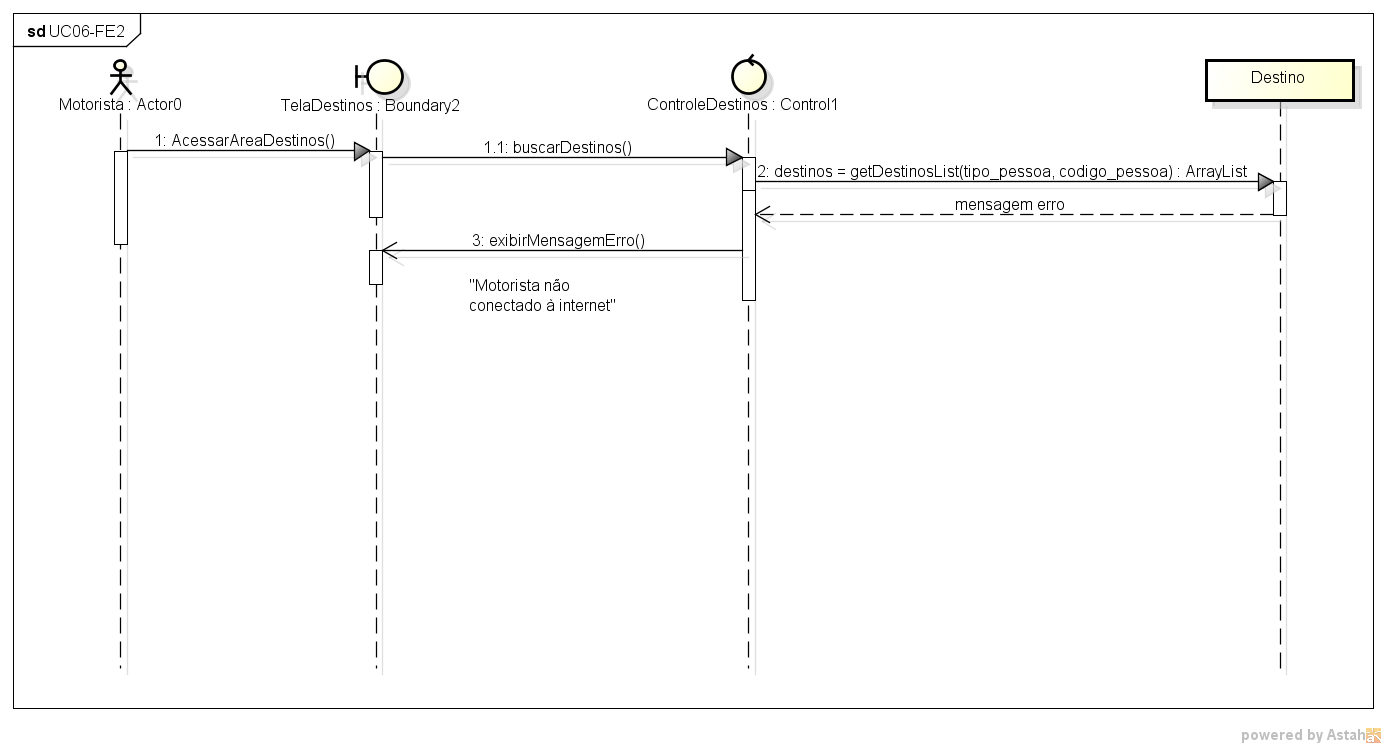 sd UC06-FE2
Motorista : Actor0
TelaDestinos : Boundary2
ControleDestinos : Control1
Destino
1: AcessarAreaDestinos()
1.1: buscarDestinos()
2: destinos = getDestinosList(tipo_pessoa, codigo_pessoa) : ArrayList
mensagem erro
3: exibirMensagemErro()
"Motorista não
conectado à internet"
powered by Astah